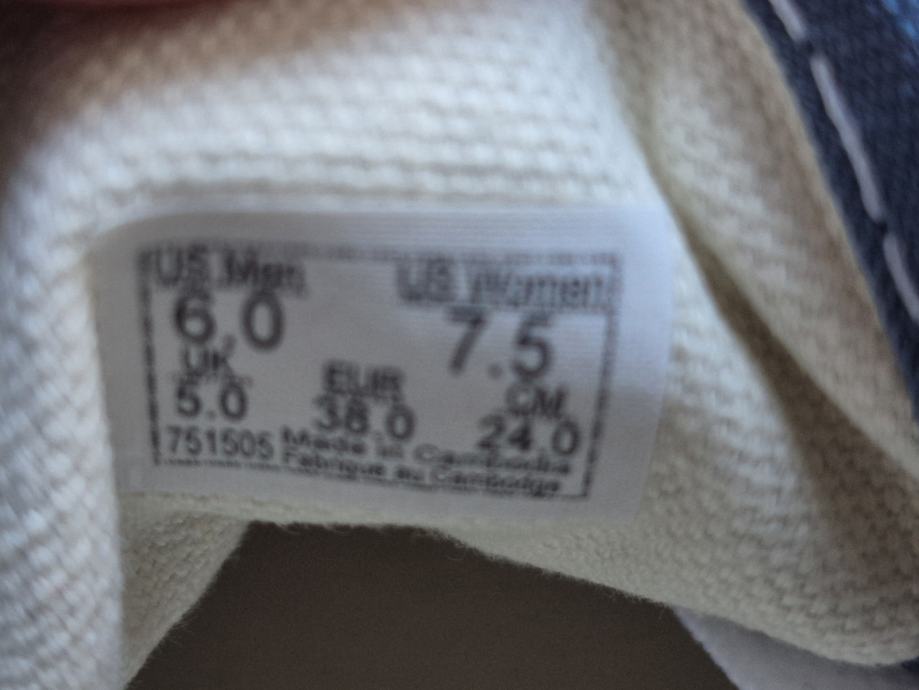 US Men US Women
6.0 7.5
UK EUR CM
5.0 38.0 24.0
751505 Made in Cambodia
Fabrique au Cambodge